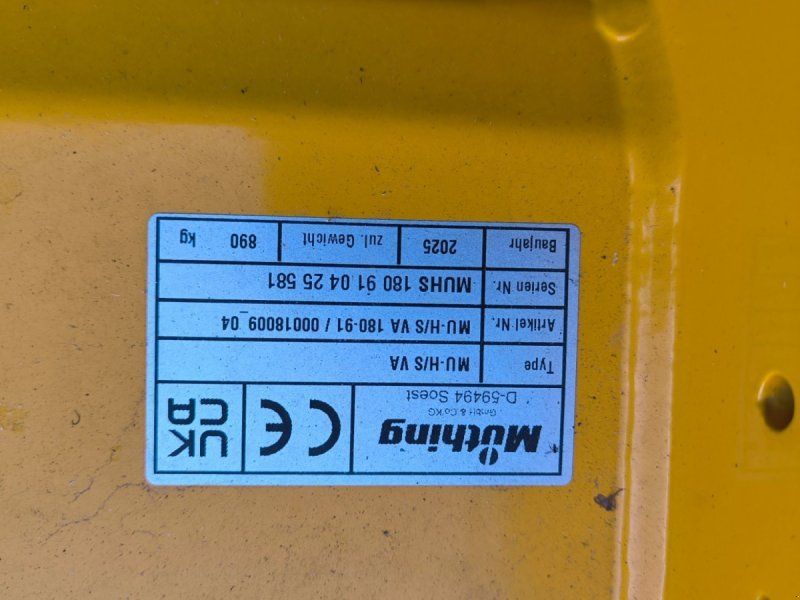 Müthing
GmbH & Co KG
D-59494 Soest
CE
UK
CA
Type MU-H/S VA
Artikel Nr. MU-H/S VA 180-91 / 00018009_04
Serien Nr. MUHS 180 91 04 25 581
Baujahr 2025 zul. Gewicht 890 kg